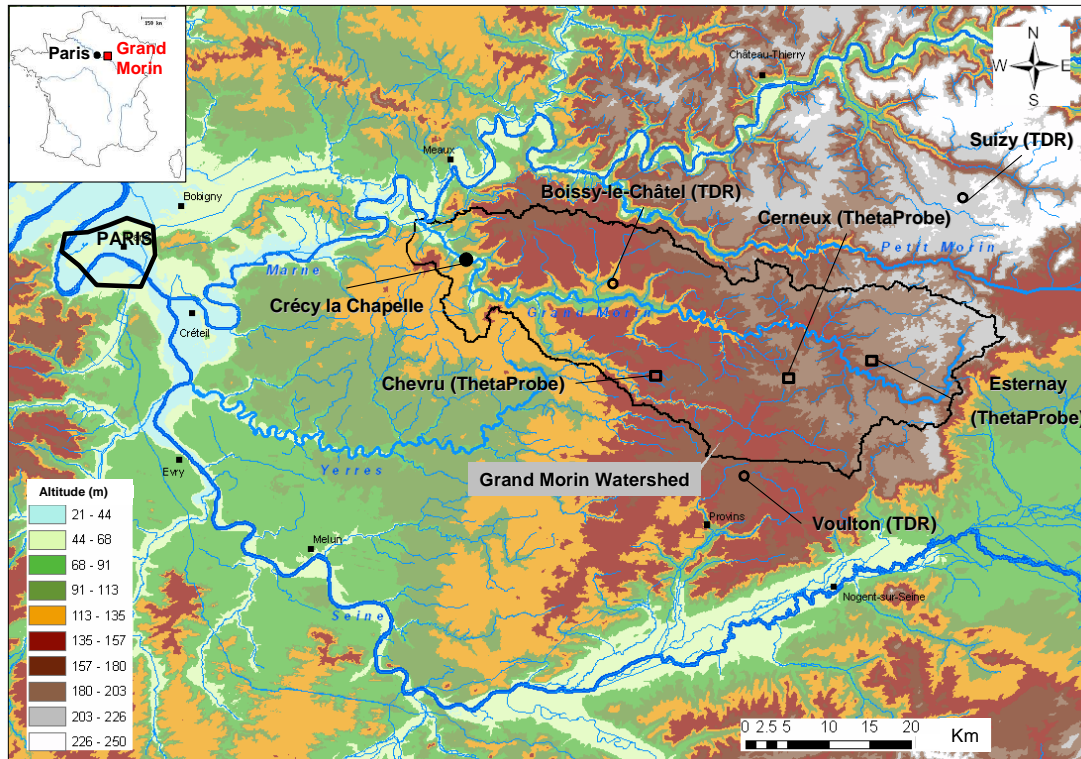 250 km
Paris
Grand
Morin
N
W
E
S
Château-Thierry
Meaux
Suizy (TDR)
Boissy-le-Châtel (TDR)
Bobigny
Cerneux (ThetaProbe)
PARIS
Petit Morin
Marne
Crécy la Chapelle
Grand Morin
Créteil
Chevru (ThetaProbe)
Esternay
(ThetaProbe)
Yerres
Evry
Grand Morin Watershed
Altitude (m)
21 - 44
44 - 68
68 - 91
91 - 113
113 - 135
135 - 157
157 - 180
180 - 203
203 - 226
226 - 250
Provins
Voulton (TDR)
Melun
Nogent-sur-Seine
Seine
0 2.5 5 10 15 20
Km